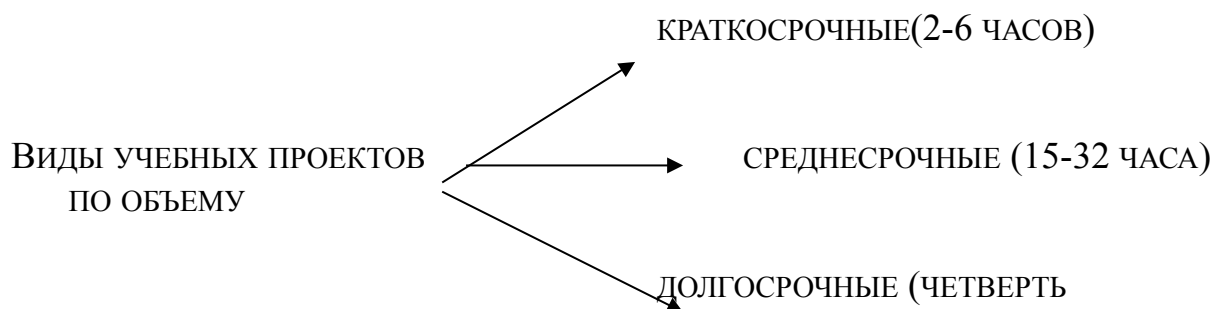 КРАТКОСРОЧНЫЕ(2-6 ЧАСОВ)
ВИДЫ УЧЕБНЫХ ПРОЕКТОВ
ПО ОБЪЕМУ
СРЕДНЕСРОЧНЫЕ (15-32 ЧАСА)
ДОЛГОСРОЧНЫЕ (ЧЕТВЕРТЬ